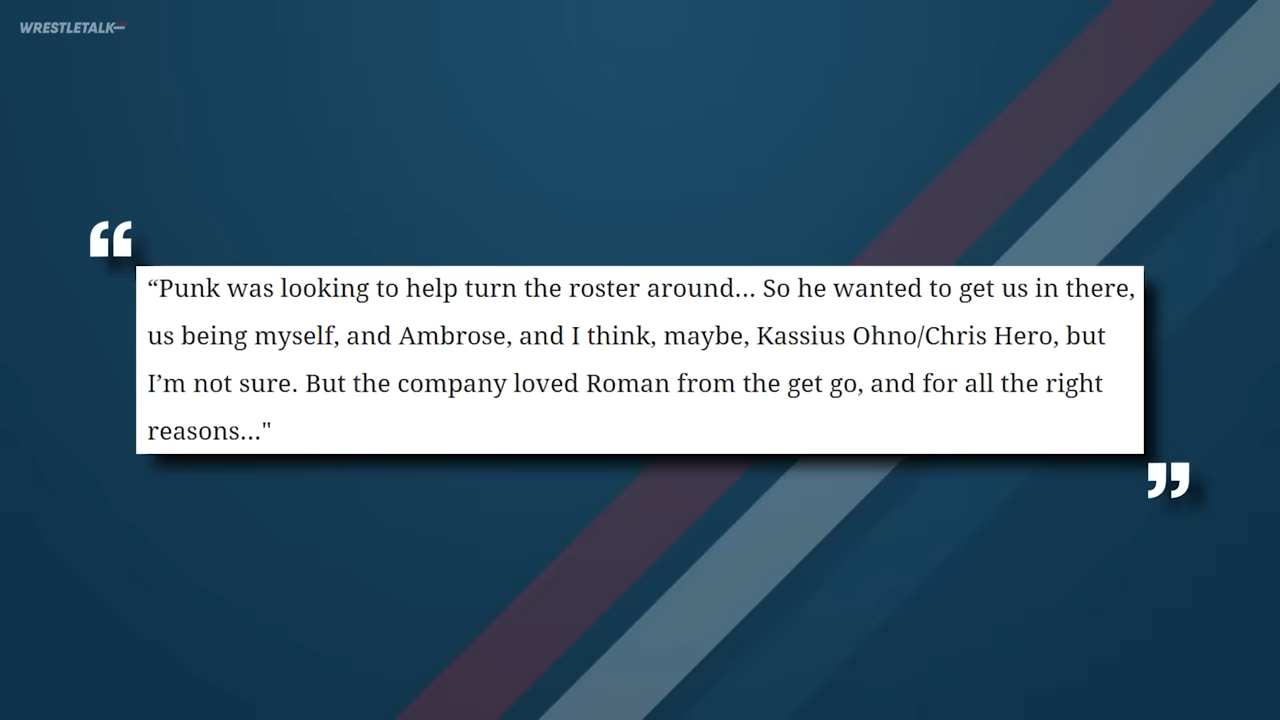 WRESTLETALK
“
“Punk was looking to help turn the roster around... So he wanted to get us in there,
us being myself, and Ambrose, and I think, maybe, Kassius Ohno/Chris Hero, but
I’m not sure. But the company loved Roman from the get go, and for all the right
reasons..."
”